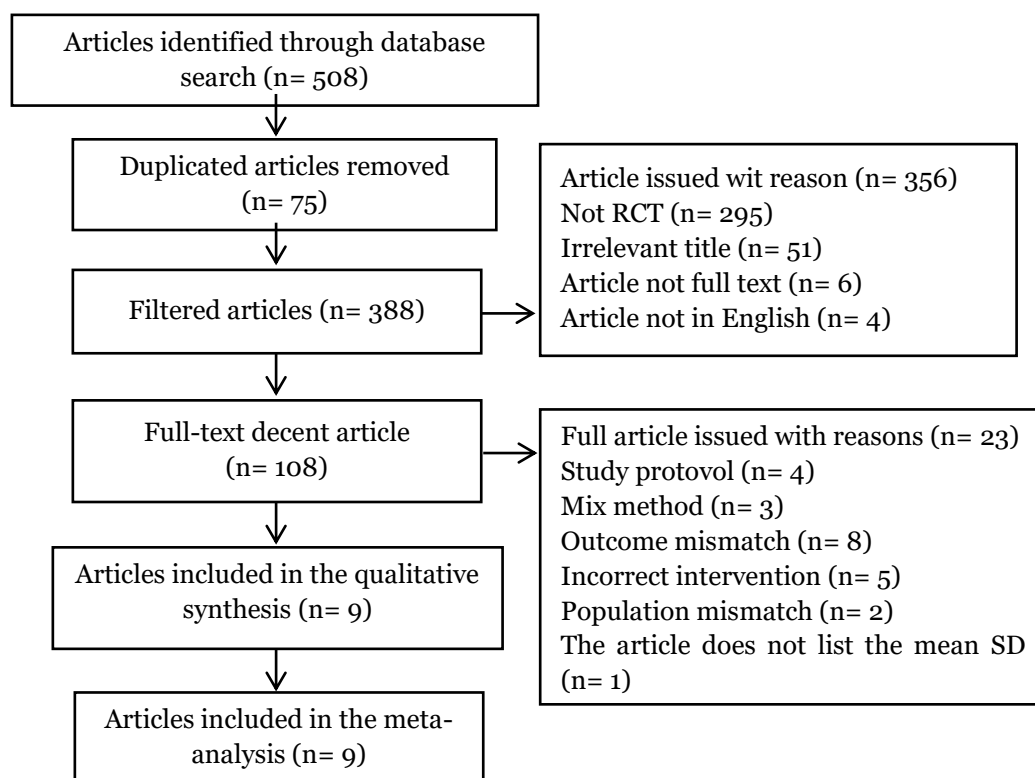 Articles identified through database
search (n= 508)
Duplicated articles removed
(n= 75)
Article issued wit reason (n= 356)
Not RCT (n= 295)
Irrelevant title (n= 51)
Article not full text (n= 6)
Article not in English (n= 4)
Filtered articles (n= 388)
Full-text decent article
(n= 108)
Full article issued with reasons (n= 23)
Study protovol (n= 4)
Mix method (n= 3)
Outcome mismatch (n= 8)
Incorrect intervention (n= 5)
Population mismatch (n= 2)
The article does not list the mean SD
(n= 1)
Articles included in the qualitative
synthesis (n= 9)
Articles included in the meta-
analysis (n= 9)